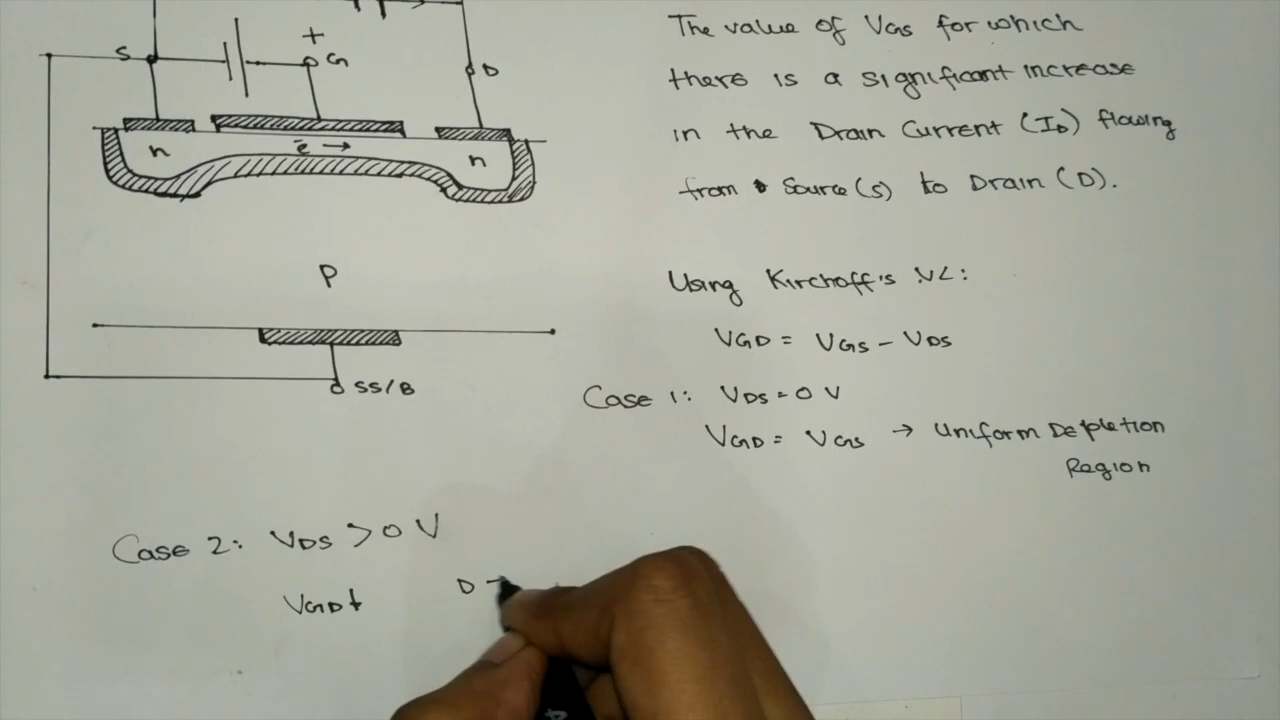 +
S
G
D
n
e →
n
P
SS/B
The value of VGS for which
there is a significant increase
in the Drain Current (ID) flowing
from Source(S) to Drain (D).
Using Kirchoff's VL:
VGD = VGS - VDS
Case 1: VDS = 0 V
VGD = VGS → Uniform Depletion
Region
Case 2: VDS > 0 V
VGD
D